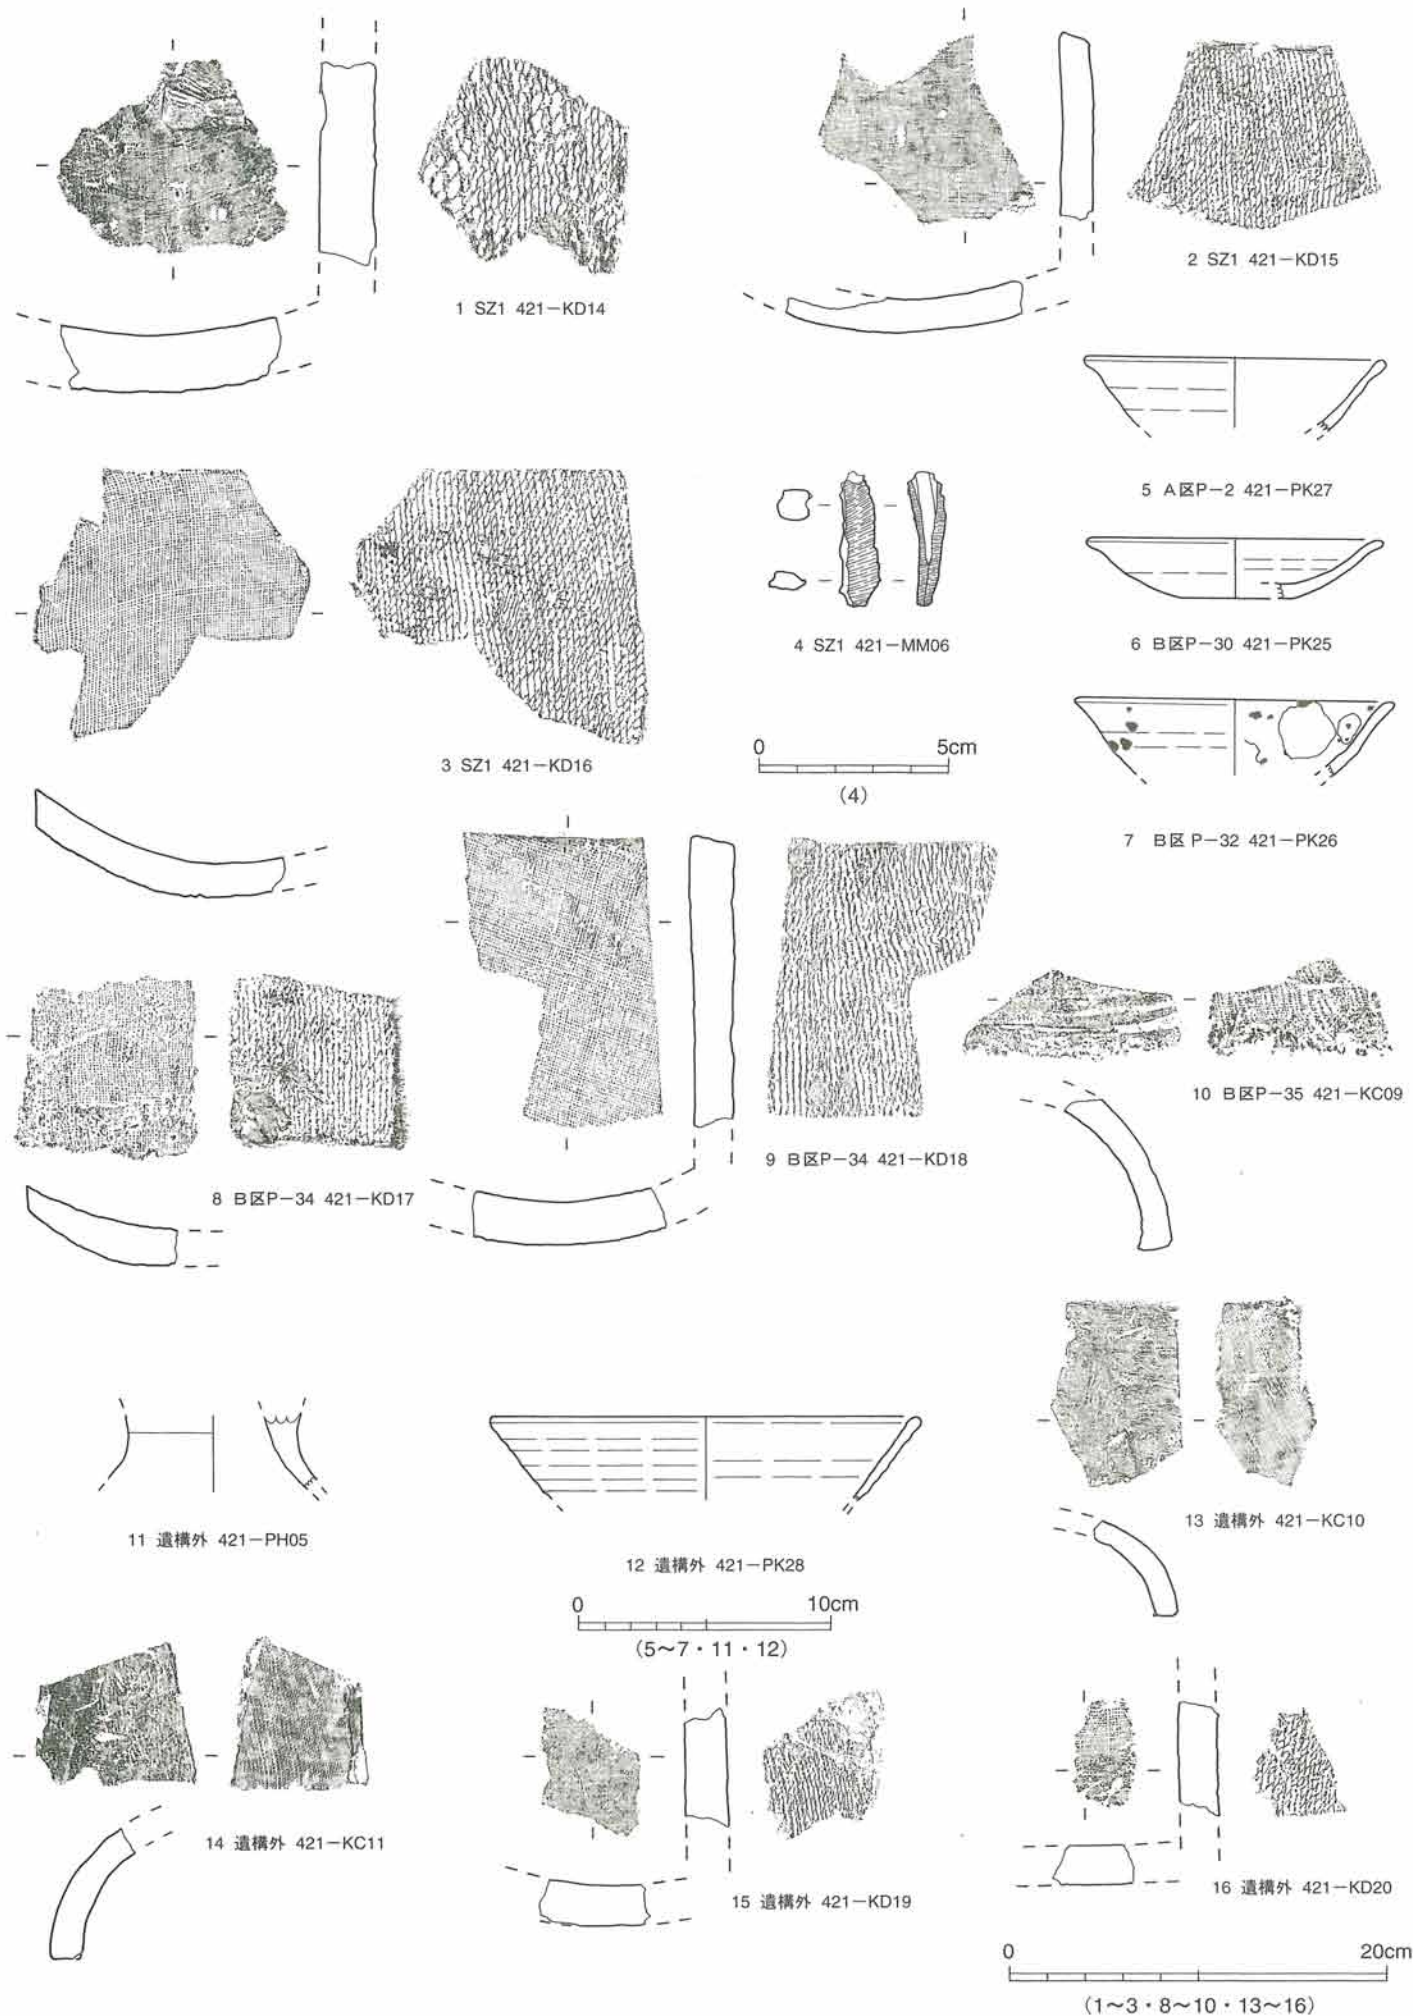 1 SZ1 421-KD14
2 SZ1 421-KD15
3 SZ1 421-KD16
4 SZ1 421-MM06
0 5cm
(4)
5 A区P-2 421-PK27
6 B区P-30 421-PK25
7 B区P-32 421-PK26
8 B区P-34 421-KD17
9 B区P-34 421-KD18
10 B区P-35 421-KC09
11 遺構外 421-PH05
12 遺構外 421-PK28
0 10cm
(5~7・11・12)
13 遺構外 421-KC10
14 遺構外 421-KC11
15 遺構外 421-KD19
16 遺構外 421-KD20
0 20cm
(1~3・8~10・13~16)